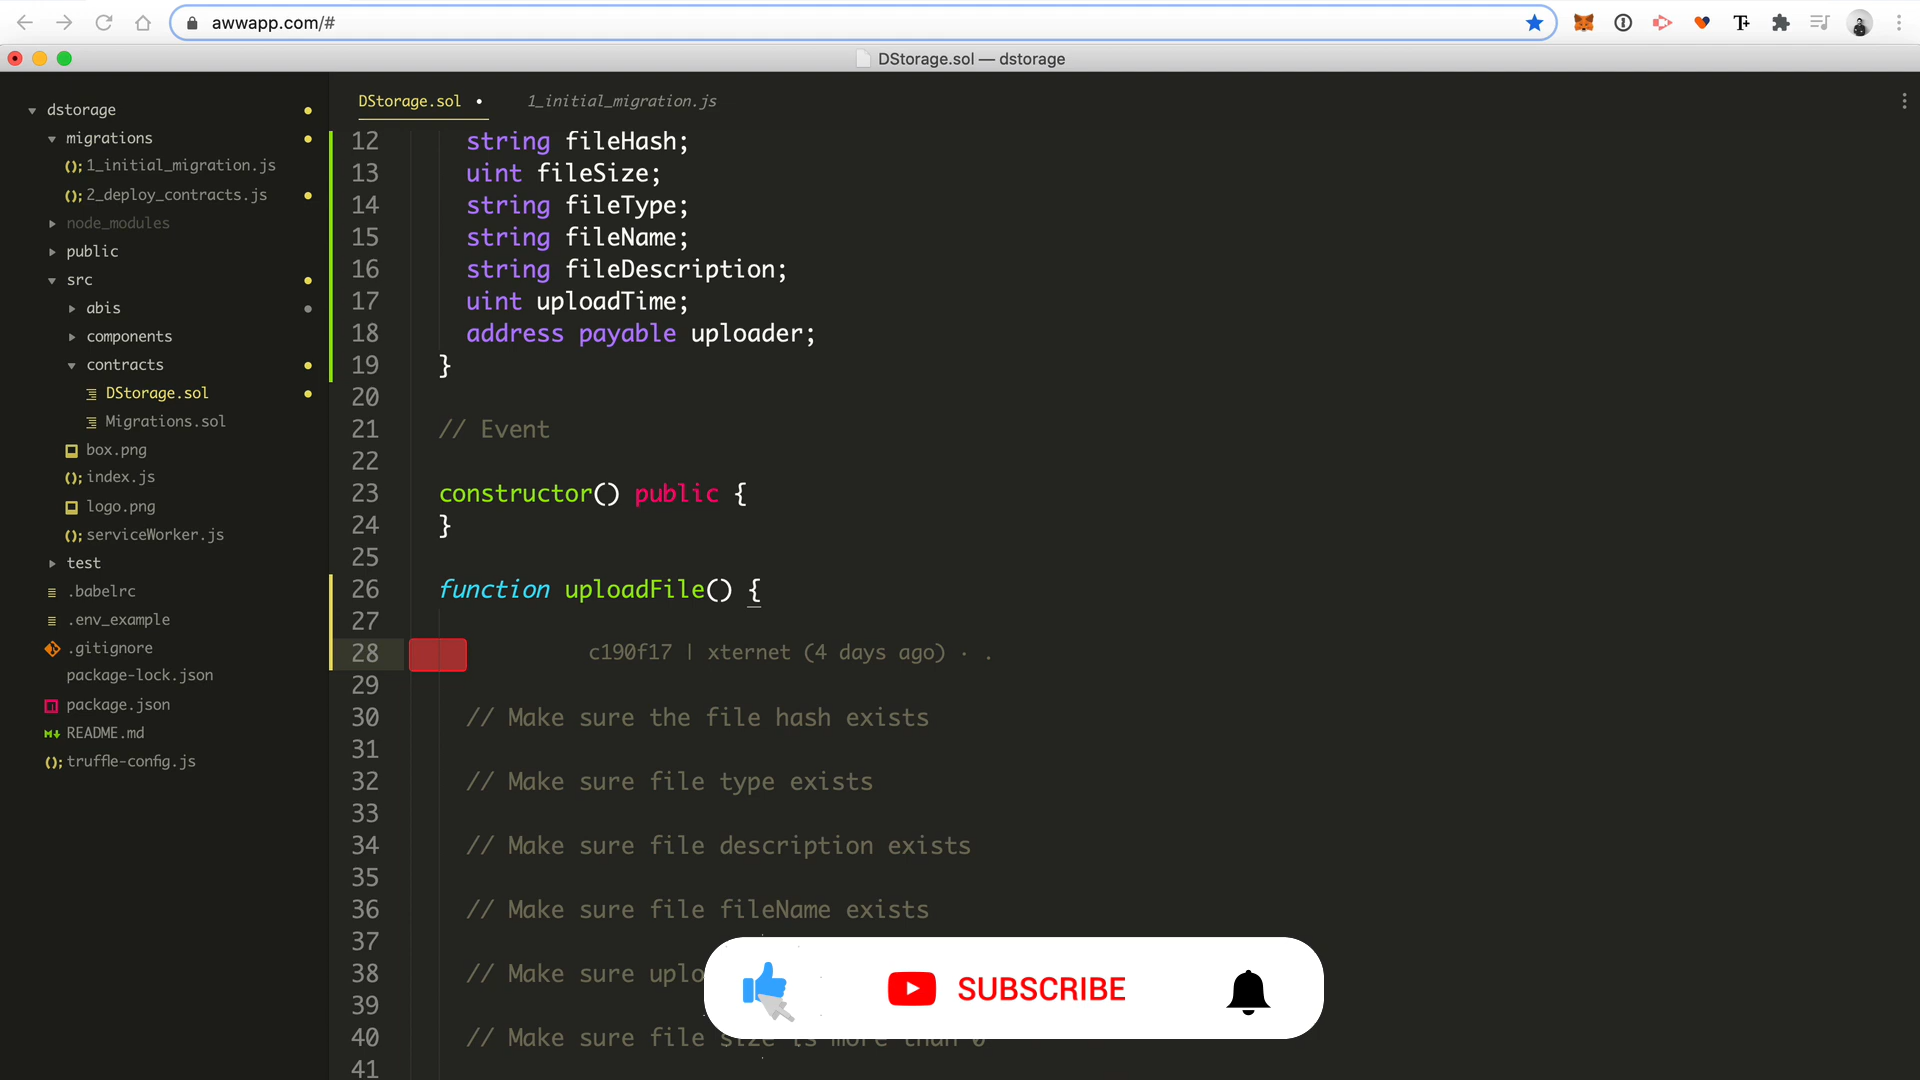 awwapp.com/#
DStorage.sol — dstorage
dstorage
migrations
(); 1_initial_migration.js
(); 2_deploy_contracts.js
node_modules
public
src
abis
components
contracts
DStorage.sol
Migrations.sol
box.png
(); index.js
logo.png
(); serviceWorker.js
test
.babelrc
.env_example
.gitignore
package-lock.json
package.json
README.md
(); truffle-config.js
DStorage.sol • 1_initial_migration.js
12 string fileHash;
13 uint fileSize;
14 string fileType;
15 string fileName;
16 string fileDescription;
17 uint uploadTime;
18 address payable uploader;
19 }
20
21 // Event
22
23 constructor() public {
24 }
25
26 function uploadFile() {
27
28 c190f17 | xternet (4 days ago) · .
29
30 // Make sure the file hash exists
31
32 // Make sure file type exists
33
34 // Make sure file description exists
35
36 // Make sure file fileName exists
37
38 // Make sure uplo
39
40 // Make sure file size is more than 0
41
SUBSCRIBE